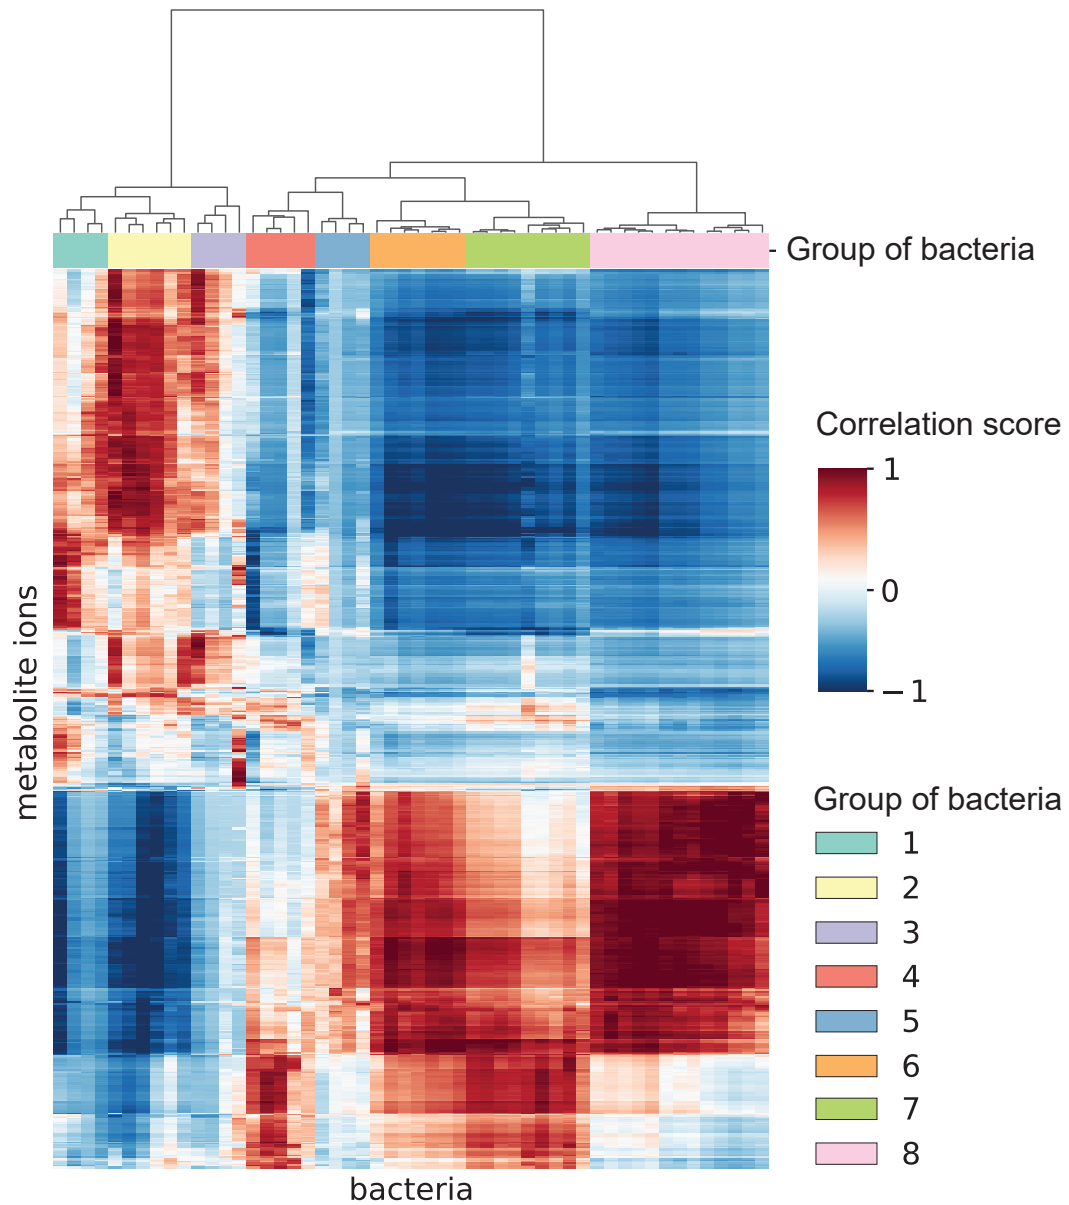 Group of bacteria
Correlation score
1
0
−1
metabolite ions
Group of bacteria
1
2
3
4
5
6
7
8
bacteria